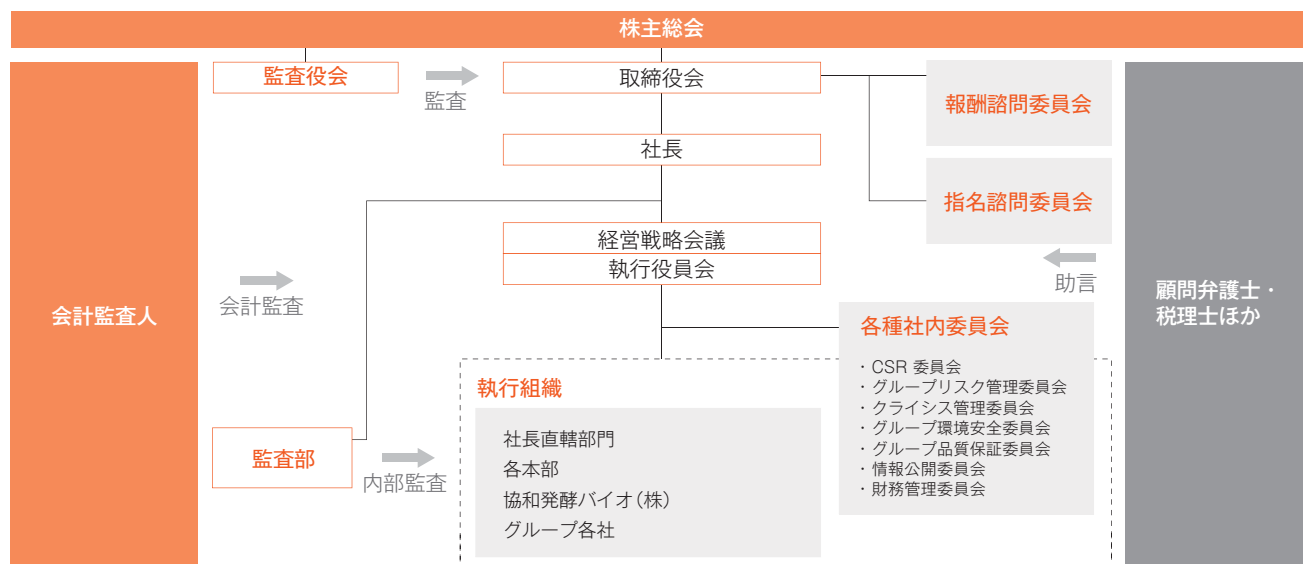 株主総会
会計監査人
監査役会
監査
取締役会
報酬諮問委員会
社長
指名諮問委員会
経営戦略会議
執行役員会
助言
会計監査
顧問弁護士・
税理士ほか
各種社内委員会
・CSR 委員会
・グループリスク管理委員会
・クライシス管理委員会
・グループ環境安全委員会
・グループ品質保証委員会
・情報公開委員会
・財務管理委員会
執行組織
社長直轄部門
各本部
協和発酵バイオ（株）
グループ各社
監査部
内部監査